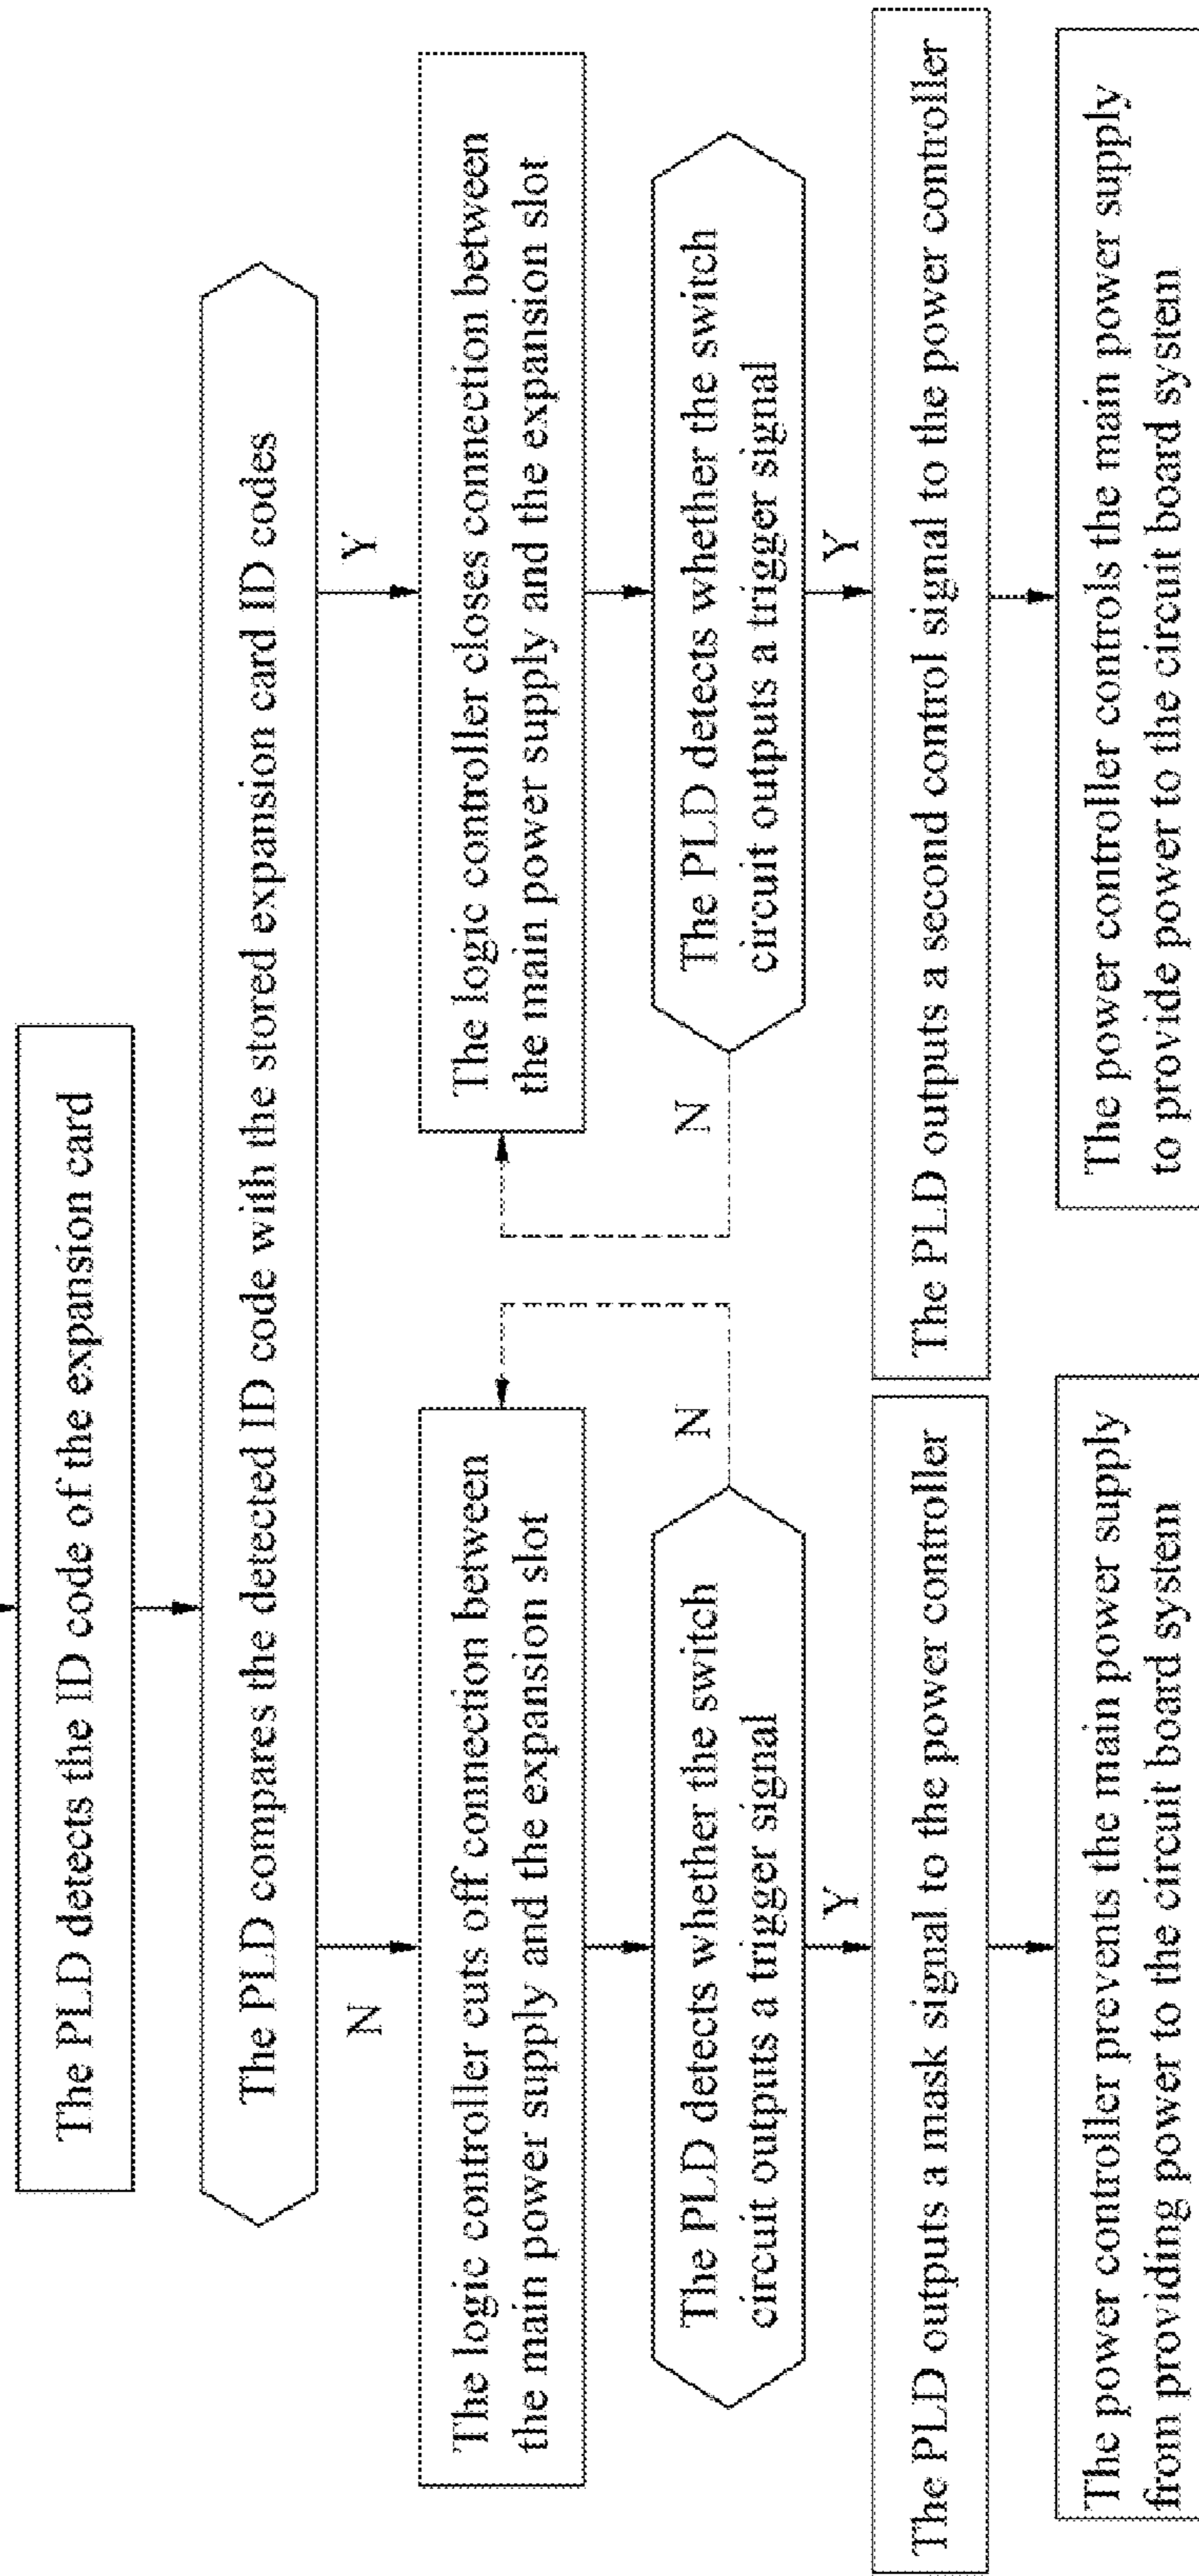 The PLD detects the ID code of the expansion card
The PLD compares the detected ID code with the stored expansion card ID codes
N
Y
The logic controller cuts off connection between
the main power supply and the expansion slot
The logic controller closes connection between
the main power supply and the expansion slot
N
N
The PLD detects whether the switch
circuit outputs a trigger signal
The PLD detects whether the switch
circuit outputs a trigger signal
Y
Y
The PLD outputs a mask signal to the power controller
The PLD outputs a second control signal to the power controller
The power controller prevents the main power supply
from providing power to the circuit board system
The power controller controls the main power supply
to provide power to the circuit board system